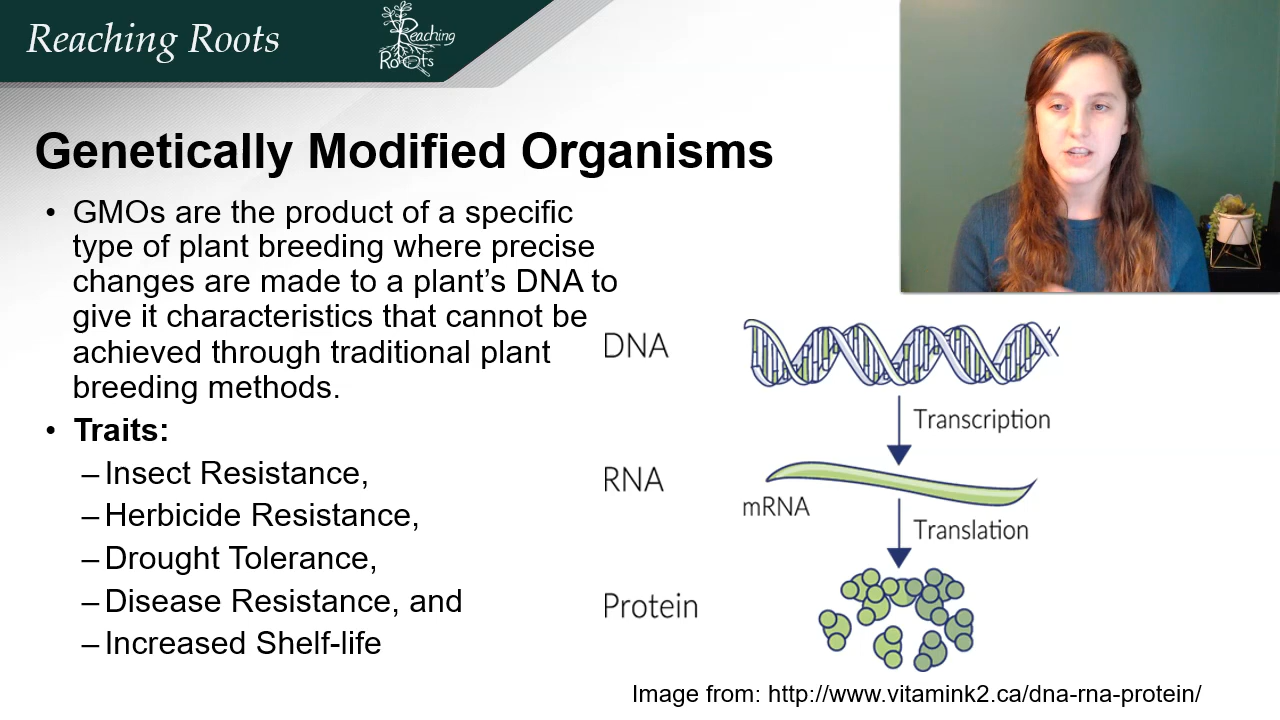 Reaching Roots
Reaching
Roots
Genetically Modified Organisms
• GMOs are the product of a specific
type of plant breeding where precise
changes are made to a plant’s DNA to
give it characteristics that cannot be
achieved through traditional plant
breeding methods.
• Traits:
– Insect Resistance,
– Herbicide Resistance,
– Drought Tolerance,
– Disease Resistance, and
– Increased Shelf-life
DNA
Transcription
RNA
mRNA
Translation
Protein
Image from: http://www.vitamink2.ca/dna-rna-protein/